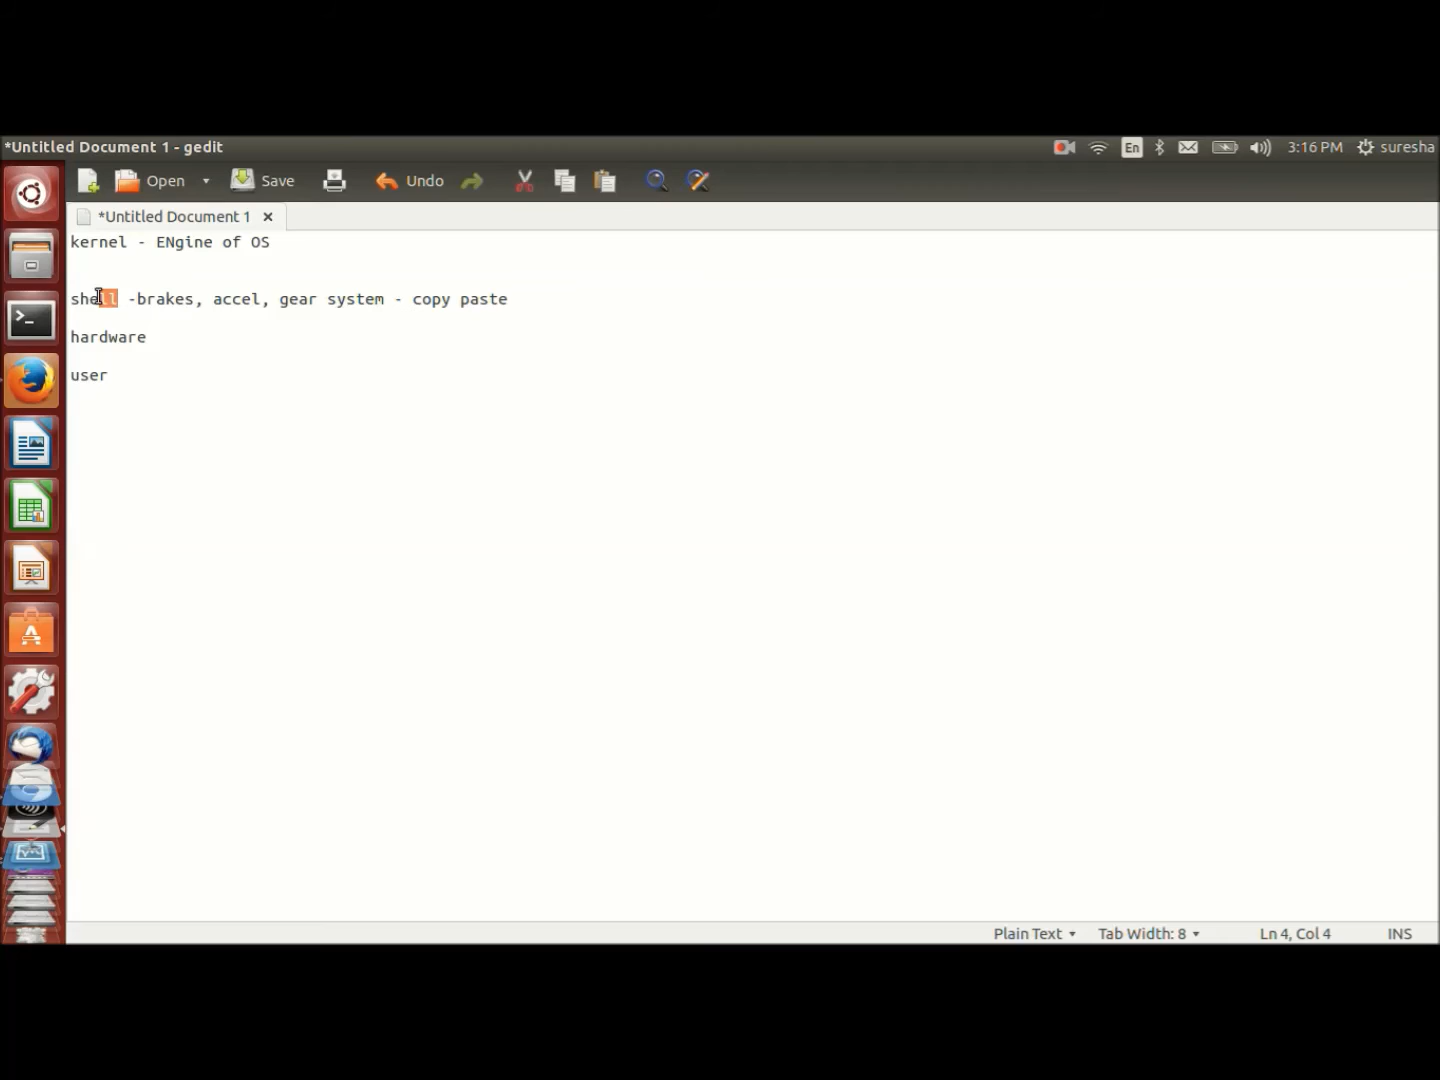 *Untitled Document 1 - gedit
En
3:16 PM
suresha
Open
Save
Undo
*Untitled Document 1
kernel - ENgine of OS
shell -brakes, accel, gear system - copy paste
hardware
user
Plain Text
Tab Width: 8
Ln 4, Col 4
INS